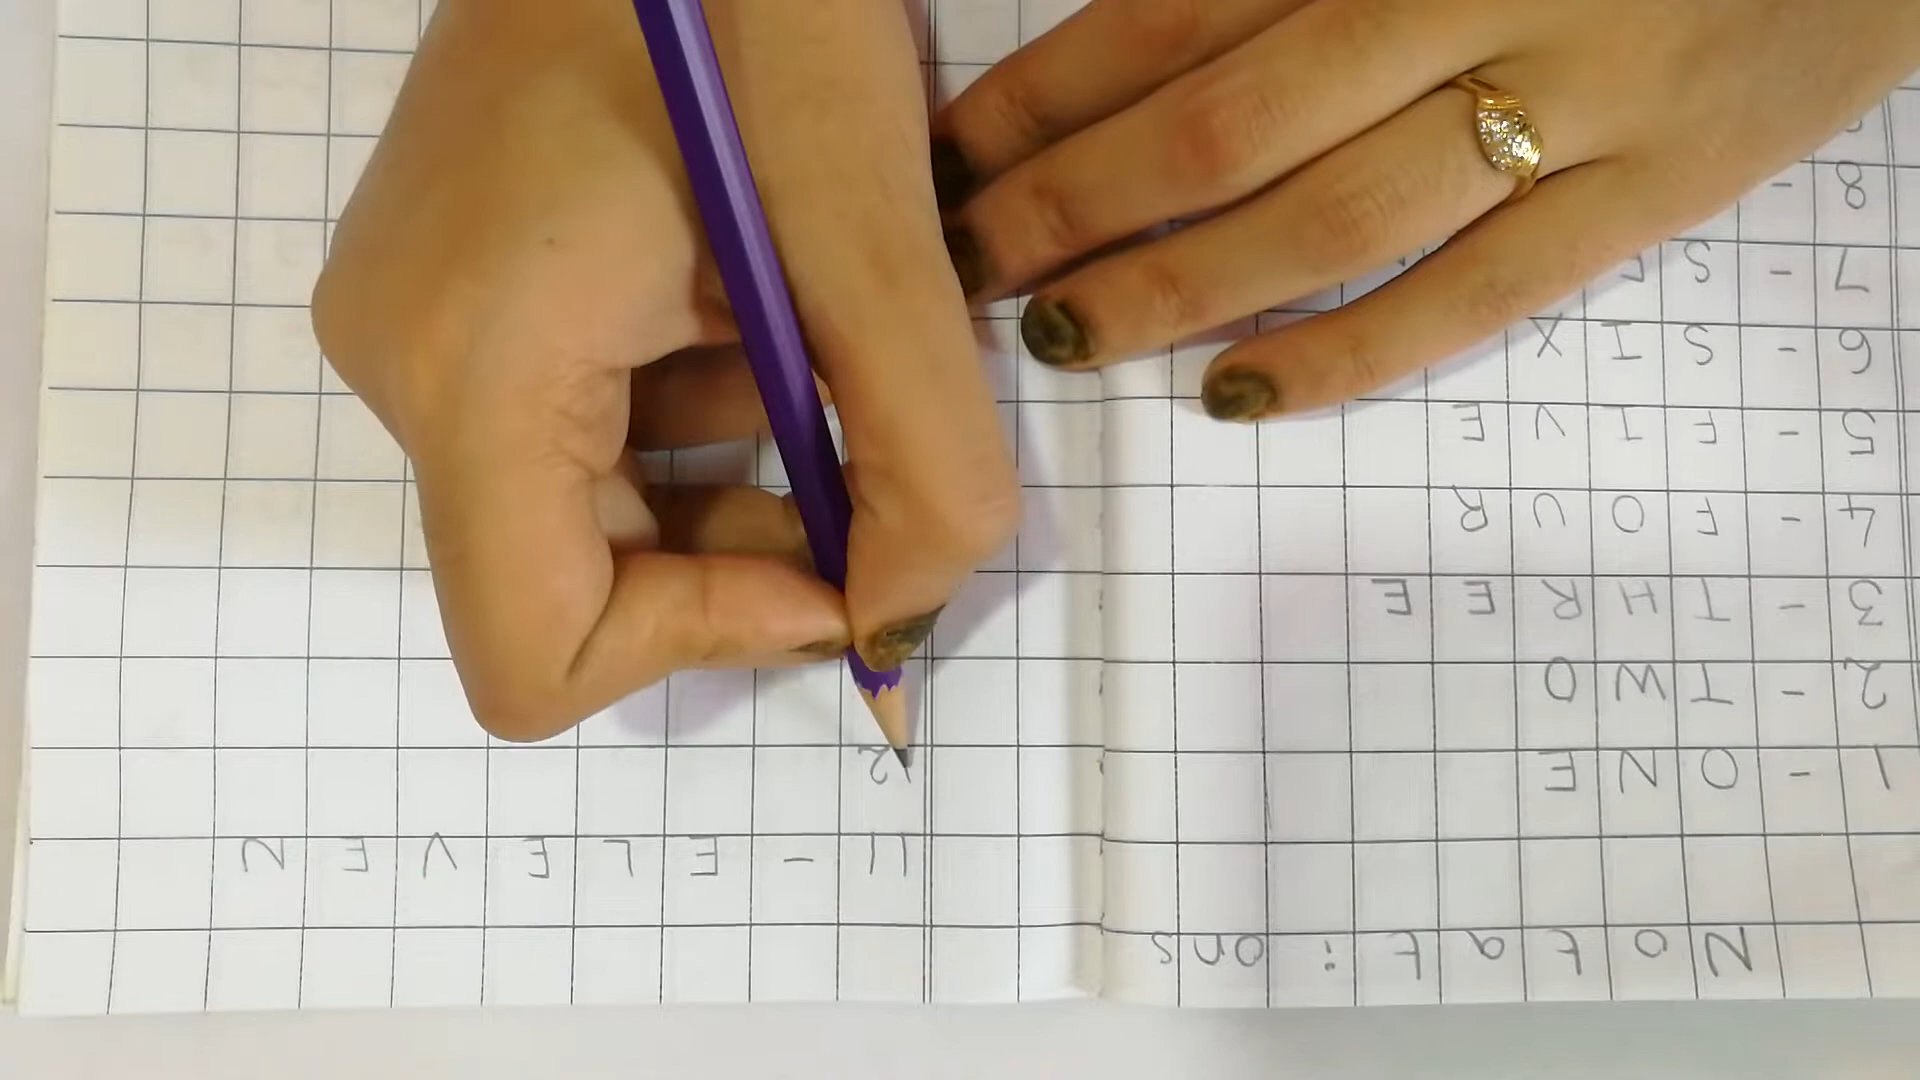 Notations
1 - ONE
2 - TWO
3 - THREE
4 - FOUR
5 - FIVE
6 - SIX
7 - S
8 -
11 - ELEVEN
12